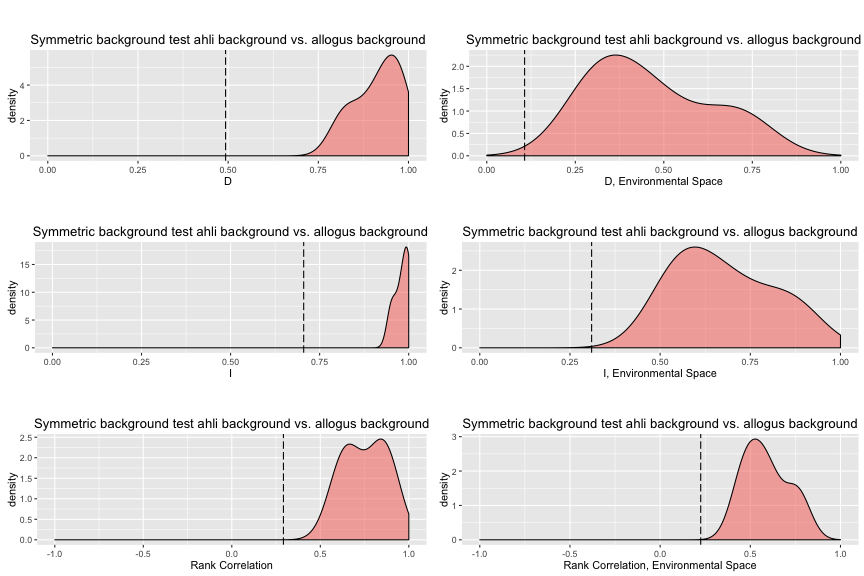 Symmetric background test ahli background vs. allogus background
density
4
2
0
0.00 0.25 0.50 0.75 1.00
D
Symmetric background test ahli background vs. allogus background
density
2.0
1.5
1.0
0.5
0.0
0.00 0.25 0.50 0.75 1.00
D, Environmental Space
Symmetric background test ahli background vs. allogus background
density
15
10
5
0
0.00 0.25 0.50 0.75 1.00
I
Symmetric background test ahli background vs. allogus background
density
2
1
0
0.00 0.25 0.50 0.75 1.00
I, Environmental Space
Symmetric background test ahli background vs. allogus background
density
2.5
2.0
1.5
1.0
0.5
0.0
-1.0 -0.5 0.0 0.5 1.0
Rank Correlation
Symmetric background test ahli background vs. allogus background
density
3
2
1
0
-1.0 -0.5 0.0 0.5 1.0
Rank Correlation, Environmental Space